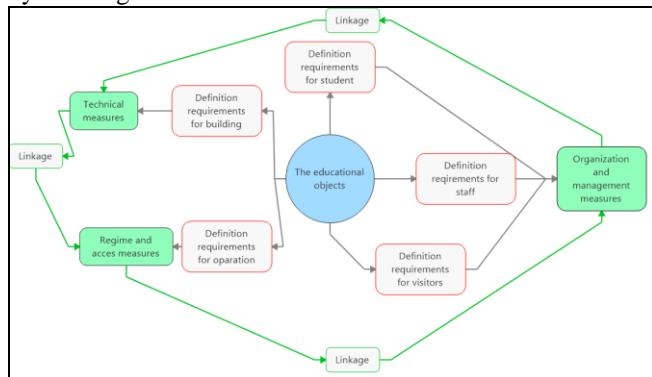 Linkage
Definition
requirements
for student
Technical
measures
Definition
requirements
for building
Linkage
The educational
objects
Definition
reqirements for
staff
Organization
and
management
measures
Regime and
acces measures
Definition
requirements
for oparation
Definition
requirements
for visitors
Linkage